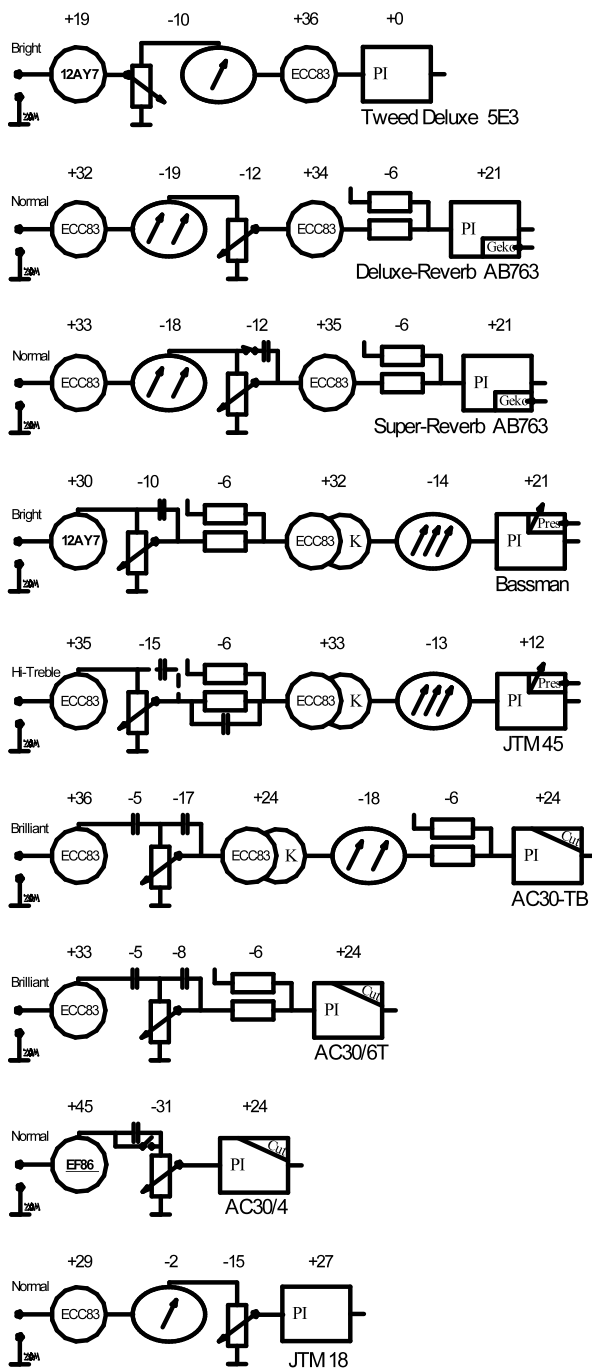 +19 -10 +36 +0
Bright
12AY7 ECC83 PI
Tweed Deluxe 5E3
+32 -19 -12 +34 -6 +21
Normal
ECC83 ECC83 PI
Geko
Deluxe-Reverb AB763
+33 -18 -12 +35 -6 +21
Normal
ECC83 ECC83 PI
Geko
Super-Reverb AB763
+30 -10 -6 +32 -14 +21
Bright Pres
12AY7 ECC83 K PI
Bassman
+35 -15 -6 +33 -13 +12
Hi-Treble Pres
ECC83 ECC83 K PI
JTM 45
+36 -5 -17 +24 -18 -6 +24
Brilliant Cut
ECC83 ECC83 K PI
AC30-TB
+33 -5 -8 -6 +24
Brilliant Cut
ECC83 PI
AC30/6T
+45 -31 +24
Normal Cut
EF86 PI
AC30/4
+29 -2 -15 +27
Normal
ECC83 PI
JTM 18